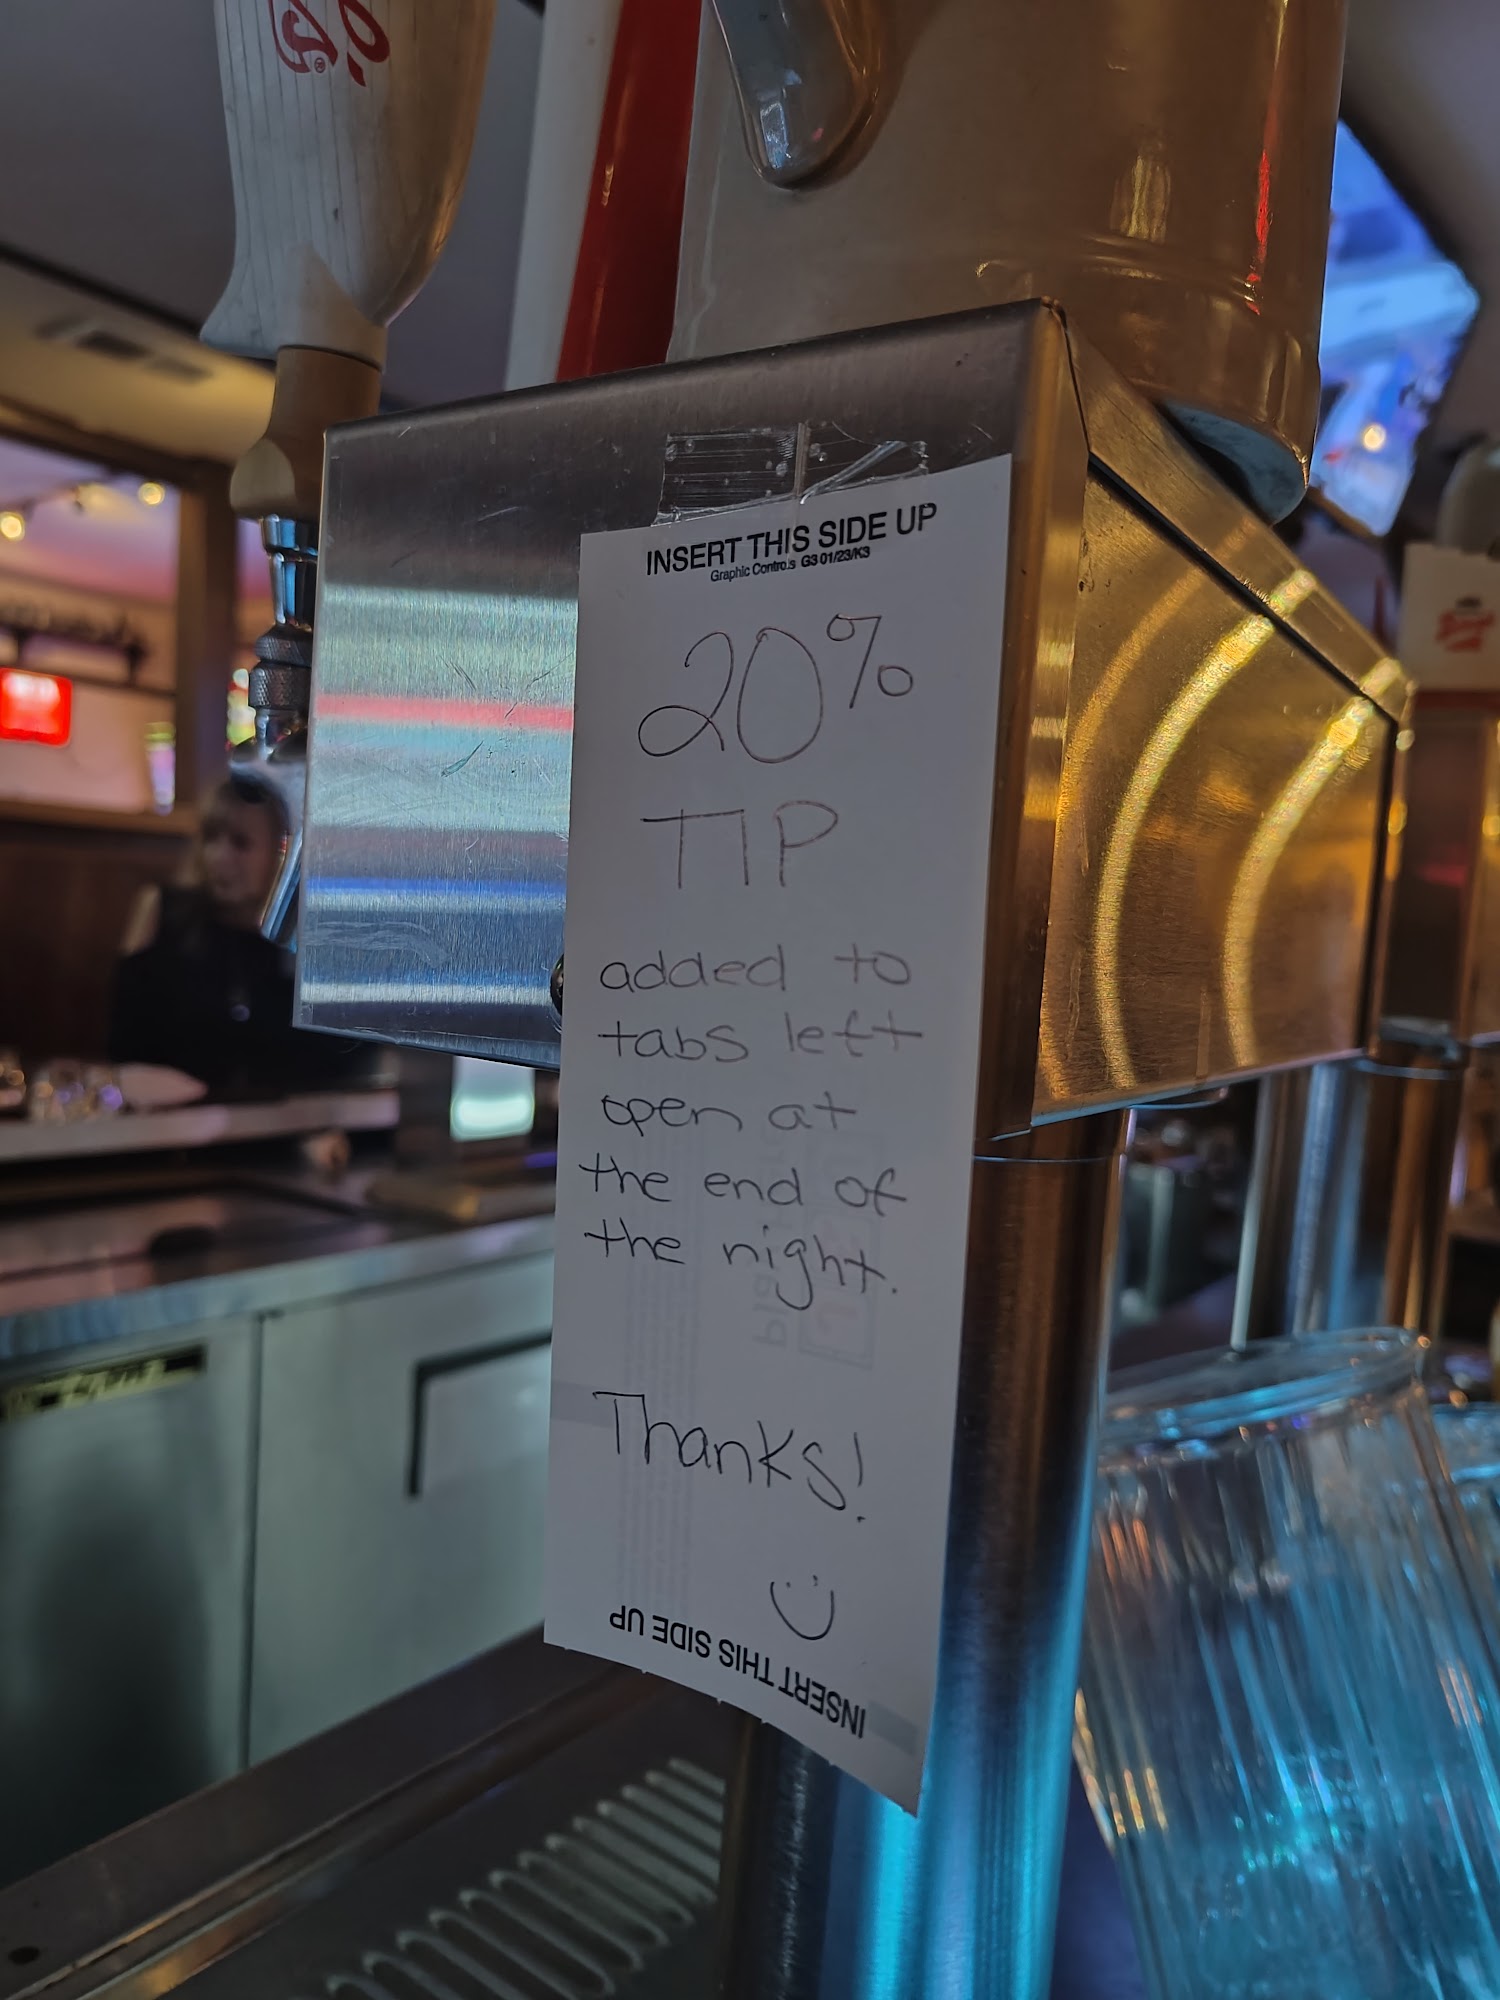 INSERT THIS SIDE UP
Graphic Controls G3 01/23/K3
20%
TIP
added to
tabs left
open at
the end of
the night.
Thanks!
INSERT THIS SIDE UP